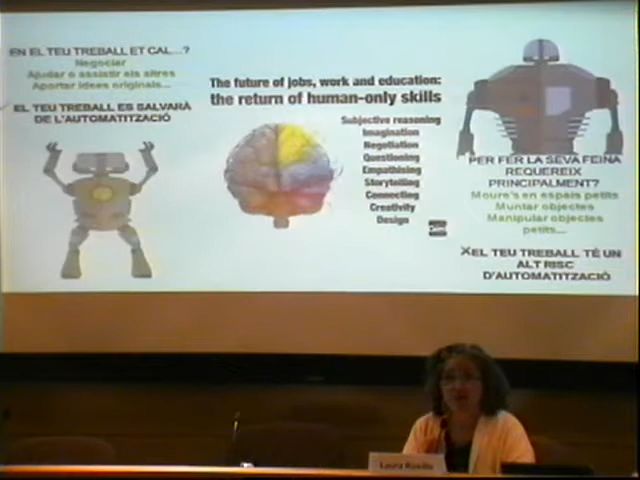 EN EL TEU TREBALL ET CAL...?
Negociar
Ajudar o assistir els altres
Aportar idees originals...
EL TEU TREBALL ES SALVARÀ
DE L'AUTOMATITZACIÓ
The future of jobs, work and education:
the return of human-only skills
Subjective reasoning
Imagination
Negotiation
Questioning
Empathising
Storytelling
Connecting
Creativity
Design
PER FER LA SEVA FEINA
REQUEREIX
PRINCIPALMENT?
Moure's en espais petits
Muntar objectes
Manipular objectes
petits...
EL TEU TREBALL TÉ UN
ALT RISC
D'AUTOMATITZACIÓ
Laura